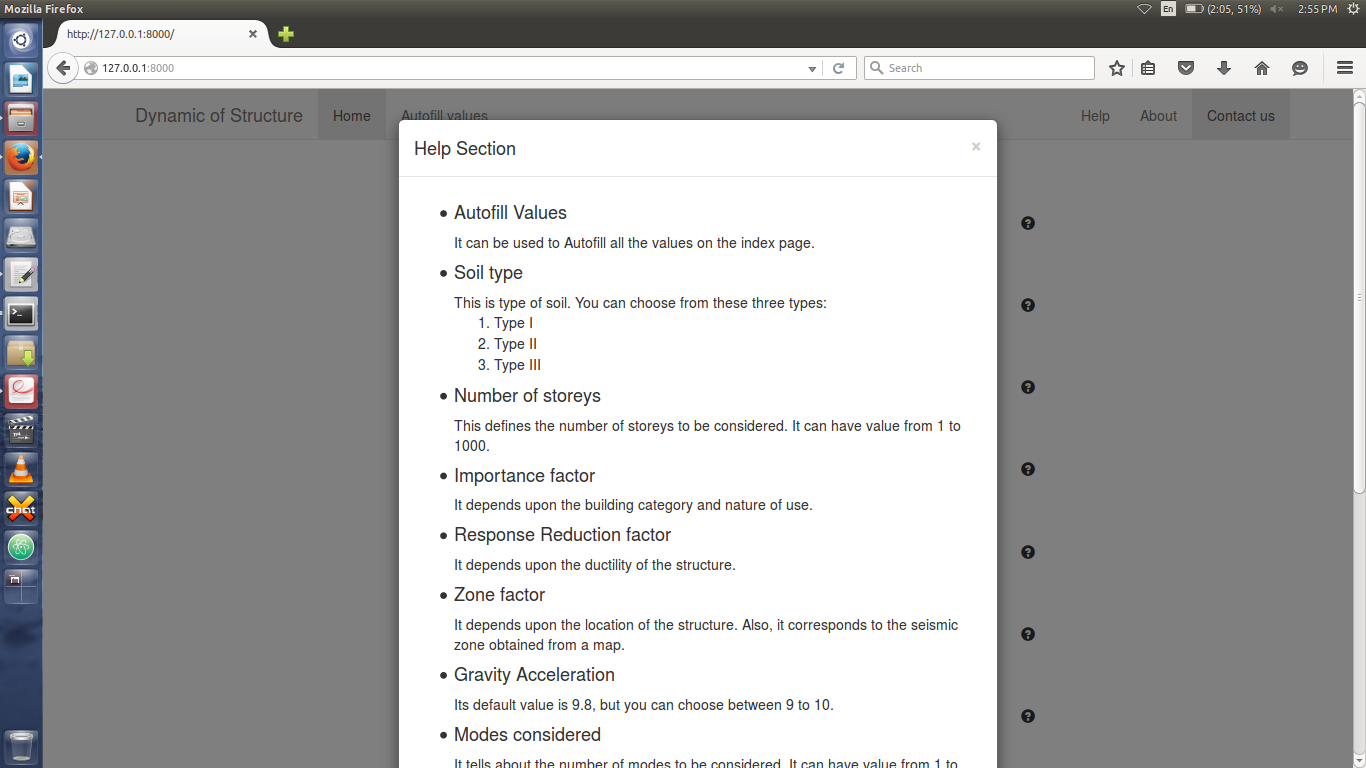 Mozilla Firefox
En
(2:05, 51%)
2:55 PM
http://127.0.0.1:8000/
127.0.0.1:8000
Search
Dynamic of Structure
Home
Autofill values
Help
About
Contact us
Help Section
×
• Autofill Values
It can be used to Autofill all the values on the index page.
• Soil type
This is type of soil. You can choose from these three types:
1. Type I
2. Type II
3. Type III
• Number of storeys
This defines the number of storeys to be considered. It can have value from 1 to
1000.
• Importance factor
It depends upon the building category and nature of use.
• Response Reduction factor
It depends upon the ductility of the structure.
• Zone factor
It depends upon the location of the structure. Also, it corresponds to the seismic
zone obtained from a map.
• Gravity Acceleration
Its default value is 9.8, but you can choose between 9 to 10.
• Modes considered
It tells about the number of modes to be considered. It can have value from 1 to
chat